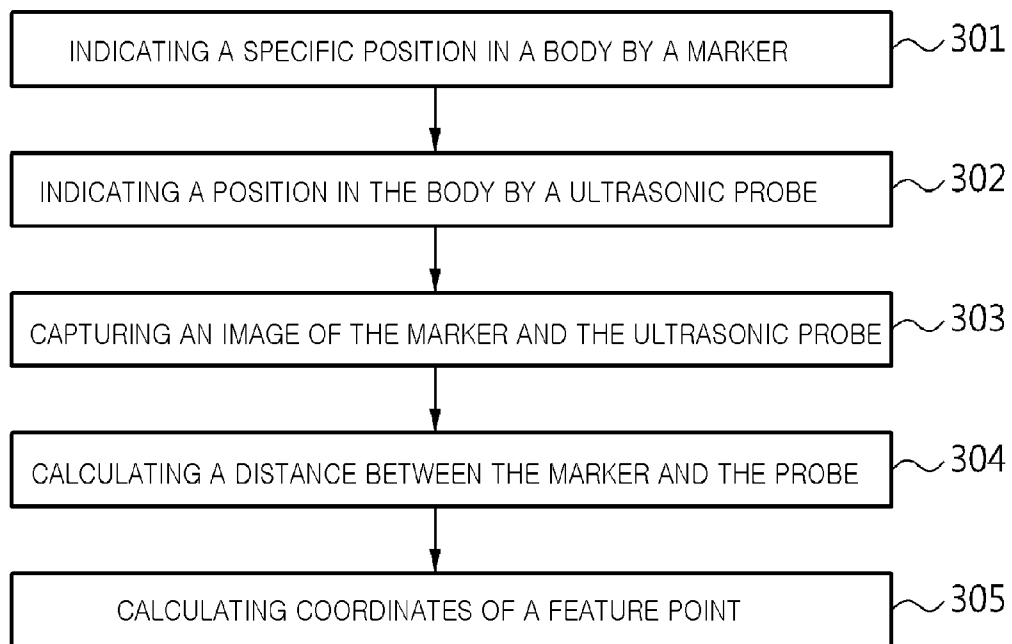 INDICATING A SPECIFIC POSITION IN A BODY BY A MARKER 301
INDICATING A POSITION IN THE BODY BY A ULTRASONIC PROBE 302
CAPTURING AN IMAGE OF THE MARKER AND THE ULTRASONIC PROBE 303
CALCULATING A DISTANCE BETWEEN THE MARKER AND THE PROBE 304
CALCULATING COORDINATES OF A FEATURE POINT 305